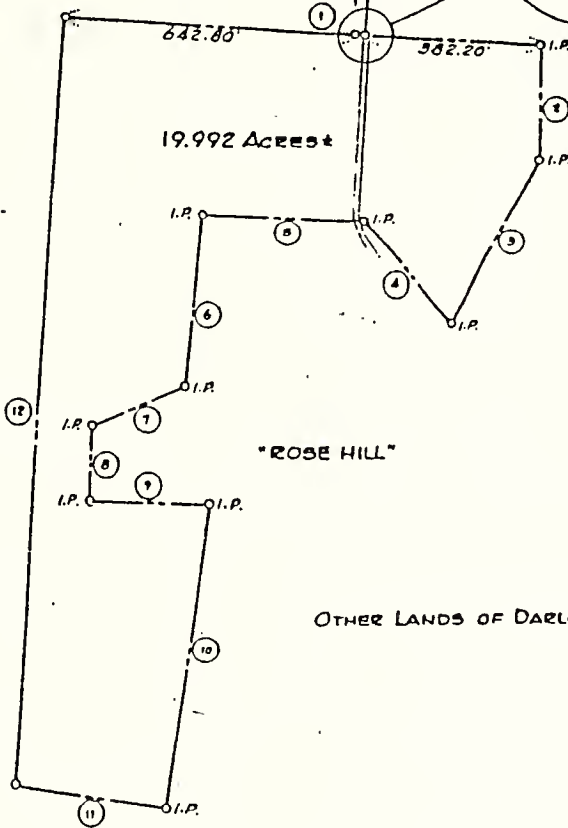 1
642.80'
382.20'
I.P.
2
19.992 ACRES±
I.P.
I.P.
5
I.P.
3
4
6
I.P.
I.P.
7
12
I.P.
8
"ROSE HILL"
I.P.
9
I.P.
OTHER LANDS OF DARL
10
I.P.
11